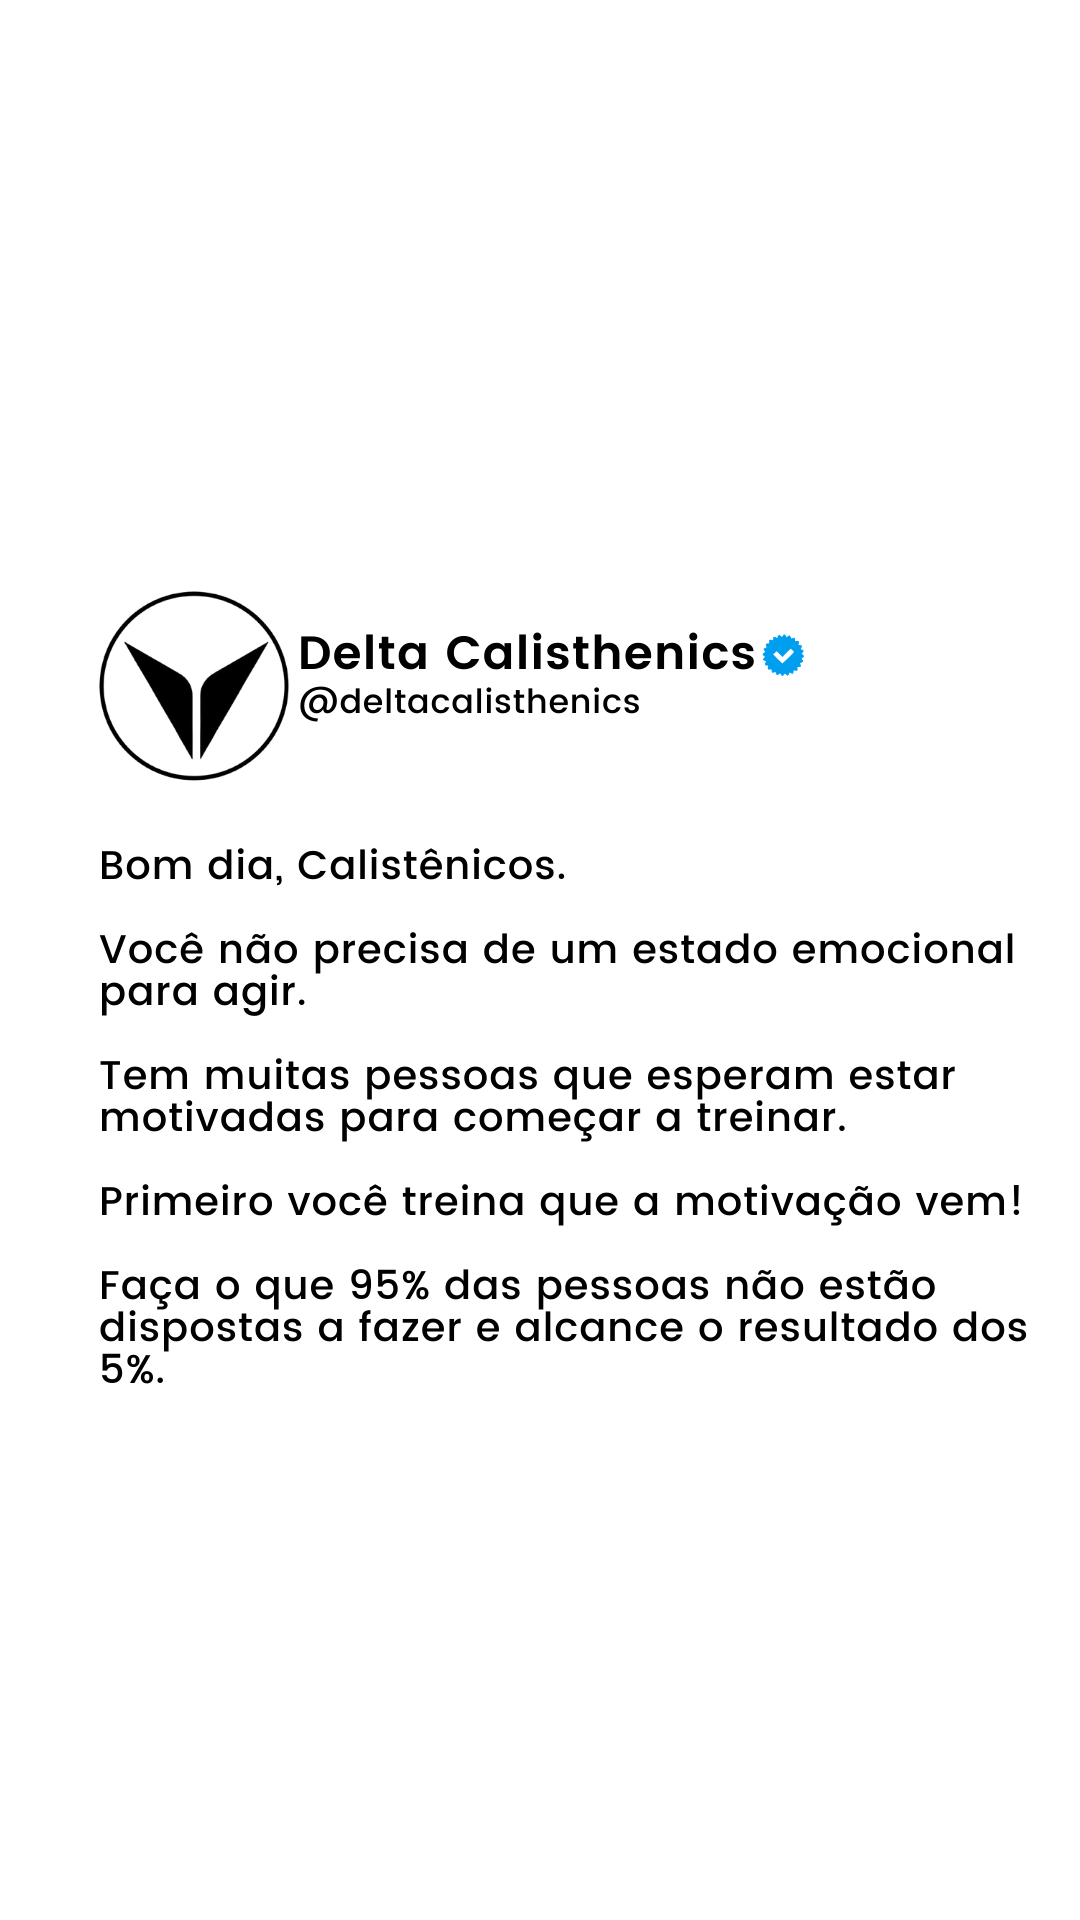 Delta Calisthenics
@deltacalisthenics
Bom dia, Calistênicos.
Você não precisa de um estado emocional
para agir.
Tem muitas pessoas que esperam estar
motivadas para começar a treinar.
Primeiro você treina que a motivação vem!
Faça o que 95% das pessoas não estão
dispostas a fazer e alcance o resultado dos
5%.